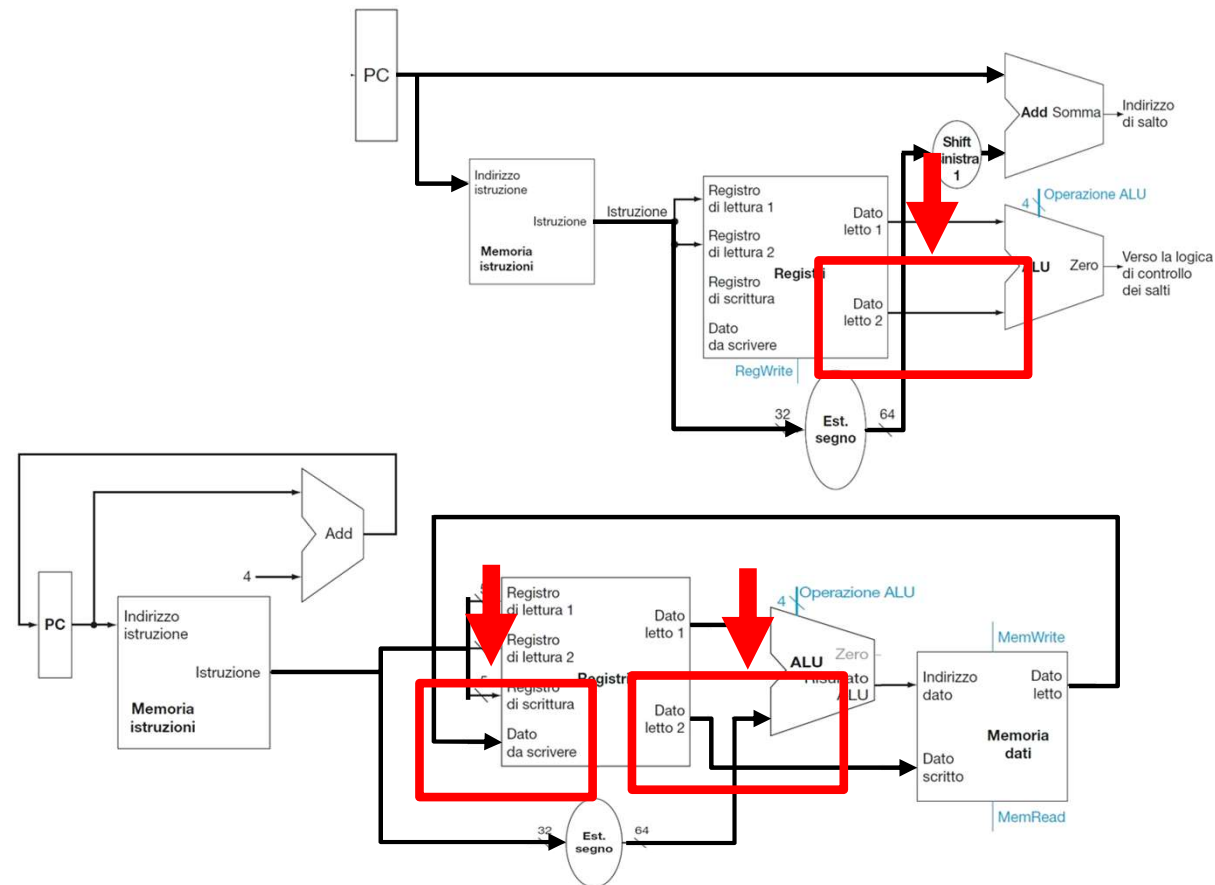 PC
Add Somma
Indirizzo
di salto
Shift
sinistra
1
Indirizzo
istruzione
Istruzione
Memoria
istruzioni
Istruzione
Registro
di lettura 1
Registro
di lettura 2
Registro
di scrittura
Dato
da scrivere
Registri
Dato
letto 1
Dato
letto 2
RegWrite
4
Operazione ALU
ALU
Zero
Verso la logica
di controllo
dei salti
32
Est.
segno
64
Add
4
PC
Indirizzo
istruzione
Istruzione
Memoria
istruzioni
5
Registro
di lettura 1
Registro
di lettura 2
5
Registro
di scrittura
Dato
da scrivere
Registri
Dato
letto 1
Dato
letto 2
4
Operazione ALU
ALU
Zero
Risultato
ALU
MemWrite
Indirizzo
dato
Dato
letto
Memoria
dati
Dato
scritto
MemRead
32
Est.
segno
64